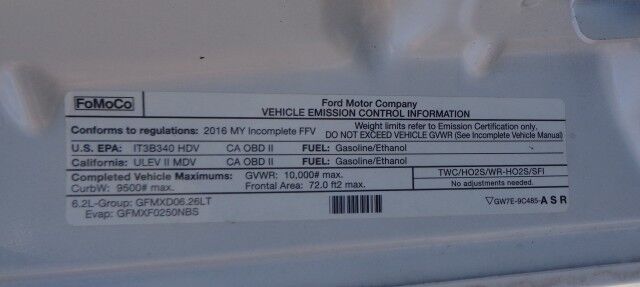 FoMoCo
Ford Motor Company
VEHICLE EMISSION CONTROL INFORMATION
Conforms to regulations: 2016 MY Incomplete FFV
Weight limits refer to Emission Certification only.
DO NOT EXCEED VEHICLE GVWR (See Incomplete Vehicle Manual)
U.S. EPA: IT3B340 HDV CA OBD II FUEL: Gasoline/Ethanol
California: ULEV II MDV CA OBD II FUEL: Gasoline/Ethanol
Completed Vehicle Maximums: GVWR: 10,000# max.
CurbW: 9500# max. Frontal Area: 72.0 ft2 max.
TWC/HO2S/WR-HO2S/SFI
No adjustments needed.
6.2L-Group: GFMXD06.26LT
Evap: GFMXF0250NBS
▽GW7E-9C485-ASR